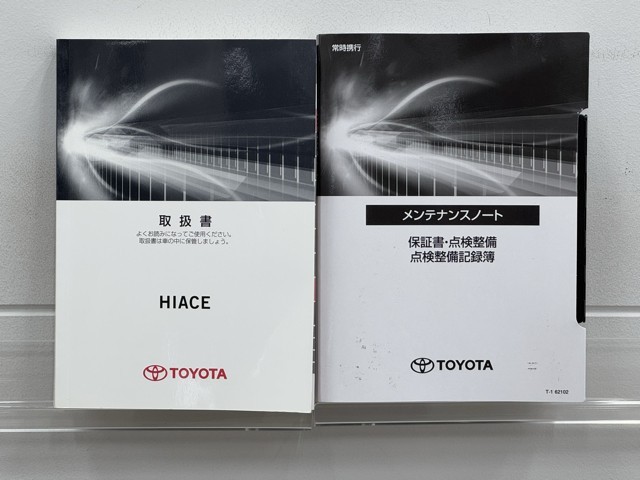 取扱書
よくお読みになってご使用ください。
取扱書は車の中に保管しましょう。
HIACE
TOYOTA
常時携行
メンテナンスノート
保証書・点検整備
点検整備記録簿
TOYOTA
T-1 62102